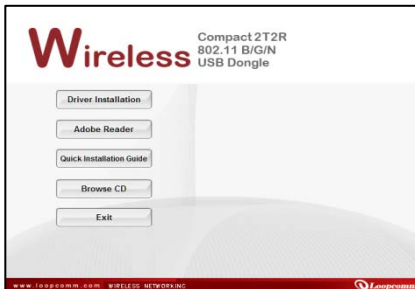 Wireless
Compact 2T2R
802.11 B/G/N
USB Dongle
Driver Installation
Adobe Reader
Quick Installation Guide
Browse CD
Exit
www.loopcomm.com WIRELESS NETWORKING
Loopcomm